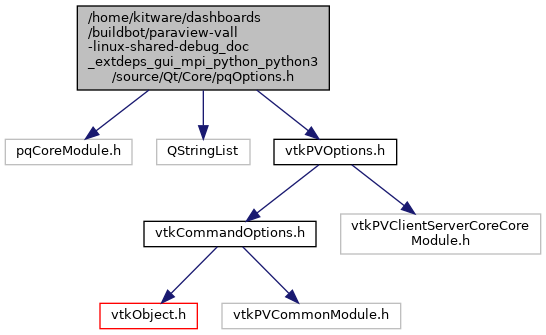 /home/kitware/dashboards
/buildbot/paraview-vall
-linux-shared-debug_doc
_extdeps_gui_mpi_python_python3
/source/Qt/Core/pqOptions.h
pqCoreModule.h
QStringList
vtkPVOptions.h
vtkCommandOptions.h
vtkPVClientServerCoreCore
Module.h
vtkObject.h
vtkPVCommonModule.h